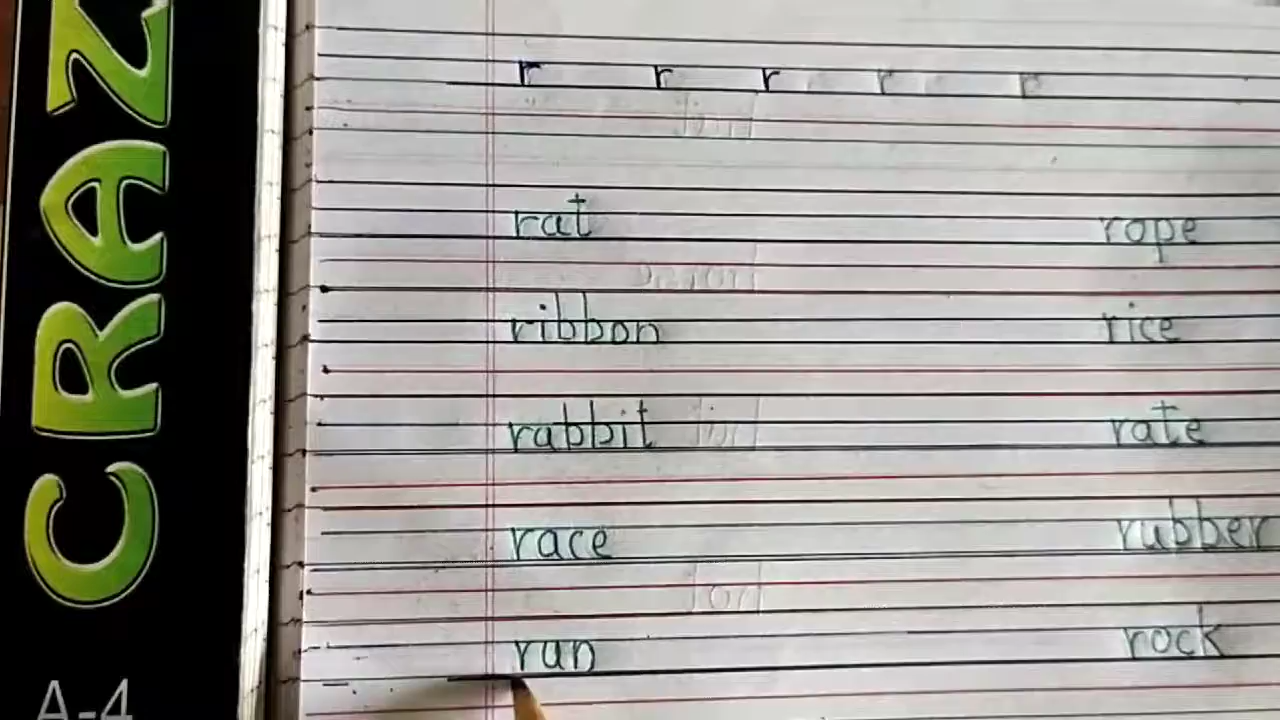 CRAZ
A-4
r r r r r
rat rope
ribbon rice
rabbit rate
race rubber
run rock